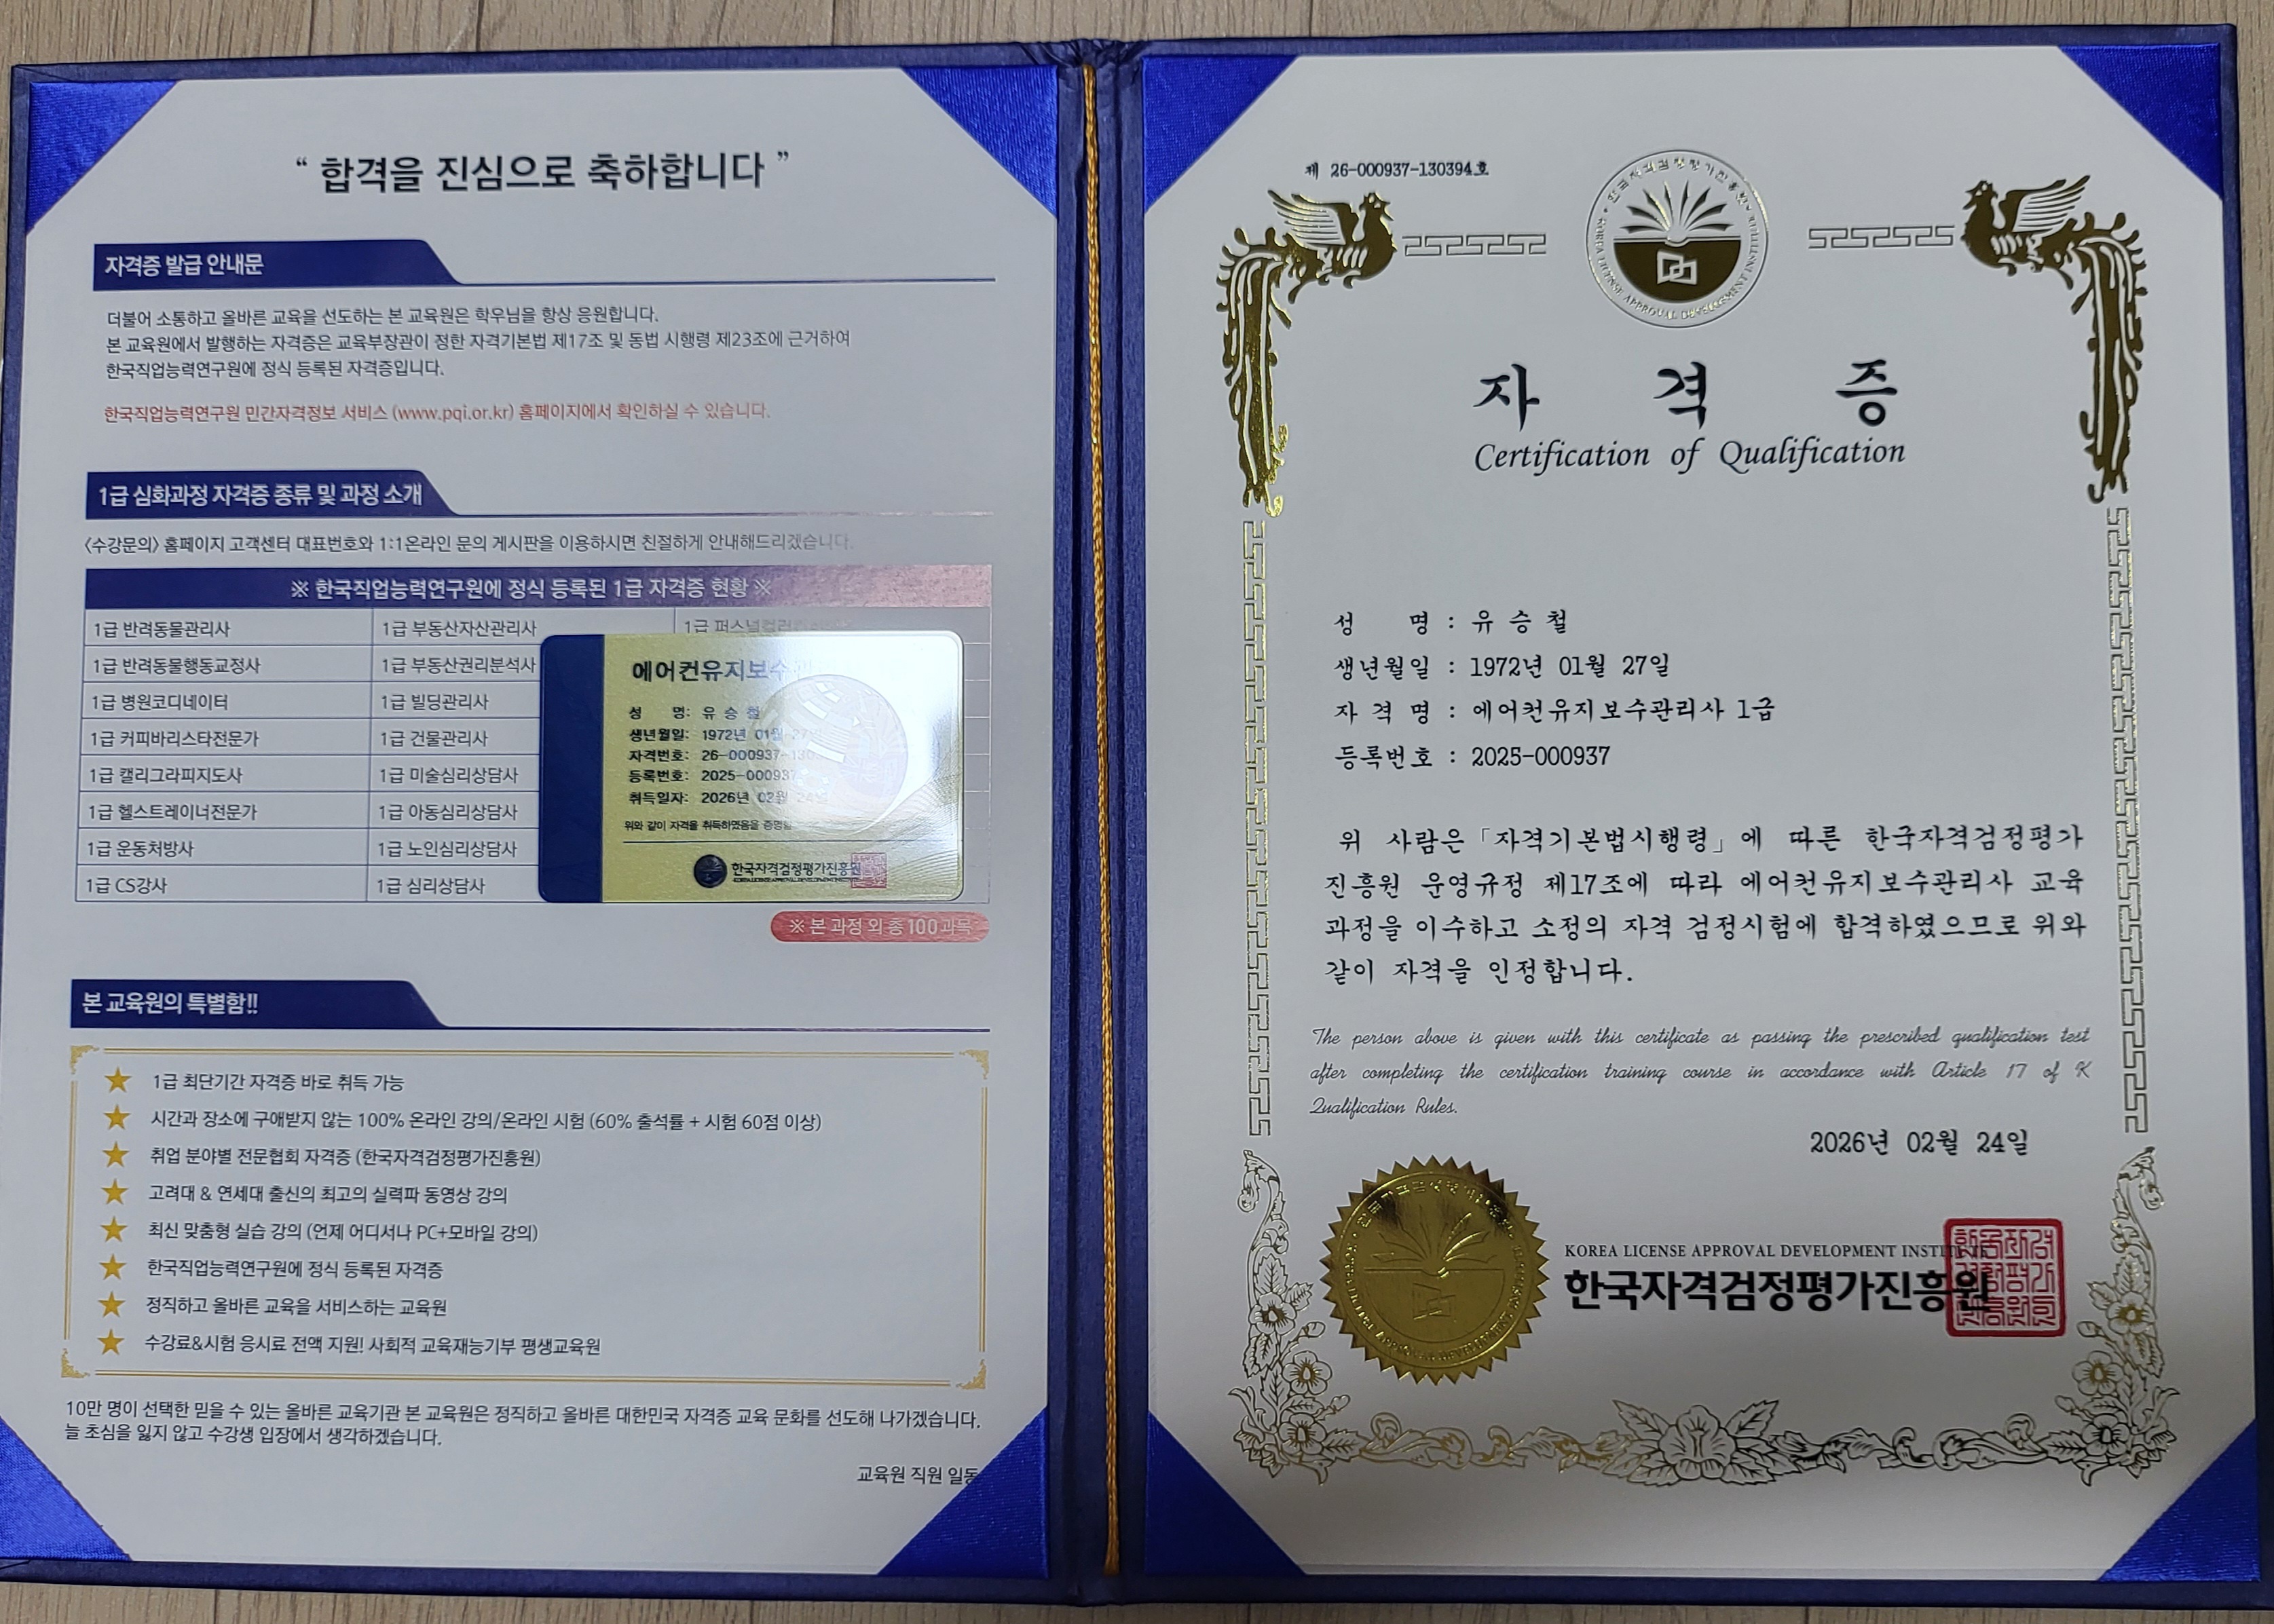 “ 합격을 진심으로 축하합니다 ”
자격증 발급 안내문
더불어 소통하고 올바른 교육을 선도하는 본 교육원은 학우님을 항상 응원합니다.
본 교육원에서 발행하는 자격증은 교육부장관이 정한 자격기본법 제17조 및 동법 시행령 제23조에 근거하여
한국직업능력연구원에 정식 등록된 자격증입니다.
한국직업능력연구원 민간자격정보 서비스 (www.pqi.or.kr) 홈페이지에서 확인하실 수 있습니다.
1급 심화과정 자격증 종류 및 과정 소개
<수강문의> 홈페이지 고객센터 대표번호와 1:1온라인 문의 게시판을 이용하시면 친절하게 안내해드리겠습니다.
※ 한국직업능력연구원에 정식 등록된 1급 자격증 현황 ※
1급 반려동물관리사 1급 부동산자산관리사 1급 퍼스널컬러
1급 반려동물행동교정사 1급 부동산권리분석사
1급 병원코디네이터 1급 빌딩관리사
1급 커피바리스타전문가 1급 건물관리사
1급 캘리그라피지도사 1급 미술심리상담사
1급 헬스트레이너전문가 1급 아동심리상담사
1급 운동처방사 1급 노인심리상담사
1급 CS강사 1급 심리상담사
에어컨유지보수
성 명: 유 승 철
생년월일: 1972년 01월 27
자격번호: 26-000937-130
등록번호: 2025-000937
취득일자: 2026년 02월 24일
위와 같이 자격을 취득하였음을 증명
한국자격검정평가진흥원
※ 본 과정 외 총 100과목
본 교육원의 특별함!!
★ 1급 최단기간 자격증 바로 취득 가능
★ 시간과 장소에 구애받지 않는 100% 온라인 강의/온라인 시험 (60% 출석률 + 시험 60점 이상)
★ 취업 분야별 전문협회 자격증 (한국자격검정평가진흥원)
★ 고려대 & 연세대 출신의 최고의 실력파 동영상 강의
★ 최신 맞춤형 실습 강의 (언제 어디서나 PC+모바일 강의)
★ 한국직업능력연구원에 정식 등록된 자격증
★ 정직하고 올바른 교육을 서비스하는 교육원
★ 수강료&시험 응시료 전액 지원! 사회적 교육재능기부 평생교육원
10만 명이 선택한 믿을 수 있는 올바른 교육기관 본 교육원은 정직하고 올바른 대한민국 자격증 교육 문화를 선도해 나가겠습니다.
늘 초심을 잃지 않고 수강생 입장에서 생각하겠습니다.
교육원 직원 일동
제 26-000937-130394호
한국자격검정평가진흥원
KOREA LICENSE APPROVAL DEVELOPMENT INSTITUTE
자 격 증
Certification of Qualification
성 명 : 유 승 철
생년월일 : 1972년 01월 27일
자 격 명 : 에어컨유지보수관리사 1급
등록번호 : 2025-000937
위 사람은「자격기본법시행령」에 따른 한국자격검정평가
진흥원 운영규정 제17조에 따라 에어컨유지보수관리사 교육
과정을 이수하고 소정의 자격 검정시험에 합격하였으므로 위와
같이 자격을 인정합니다.
The person above is given with this certificate as passing the prescribed qualification test
after completing the certification training course in accordance with Article 17 of K
Qualification Rules.
2026년 02월 24일
KOREA LICENSE APPROVAL DEVELOPMENT INSTITUTE
한국자격검정평가진흥원